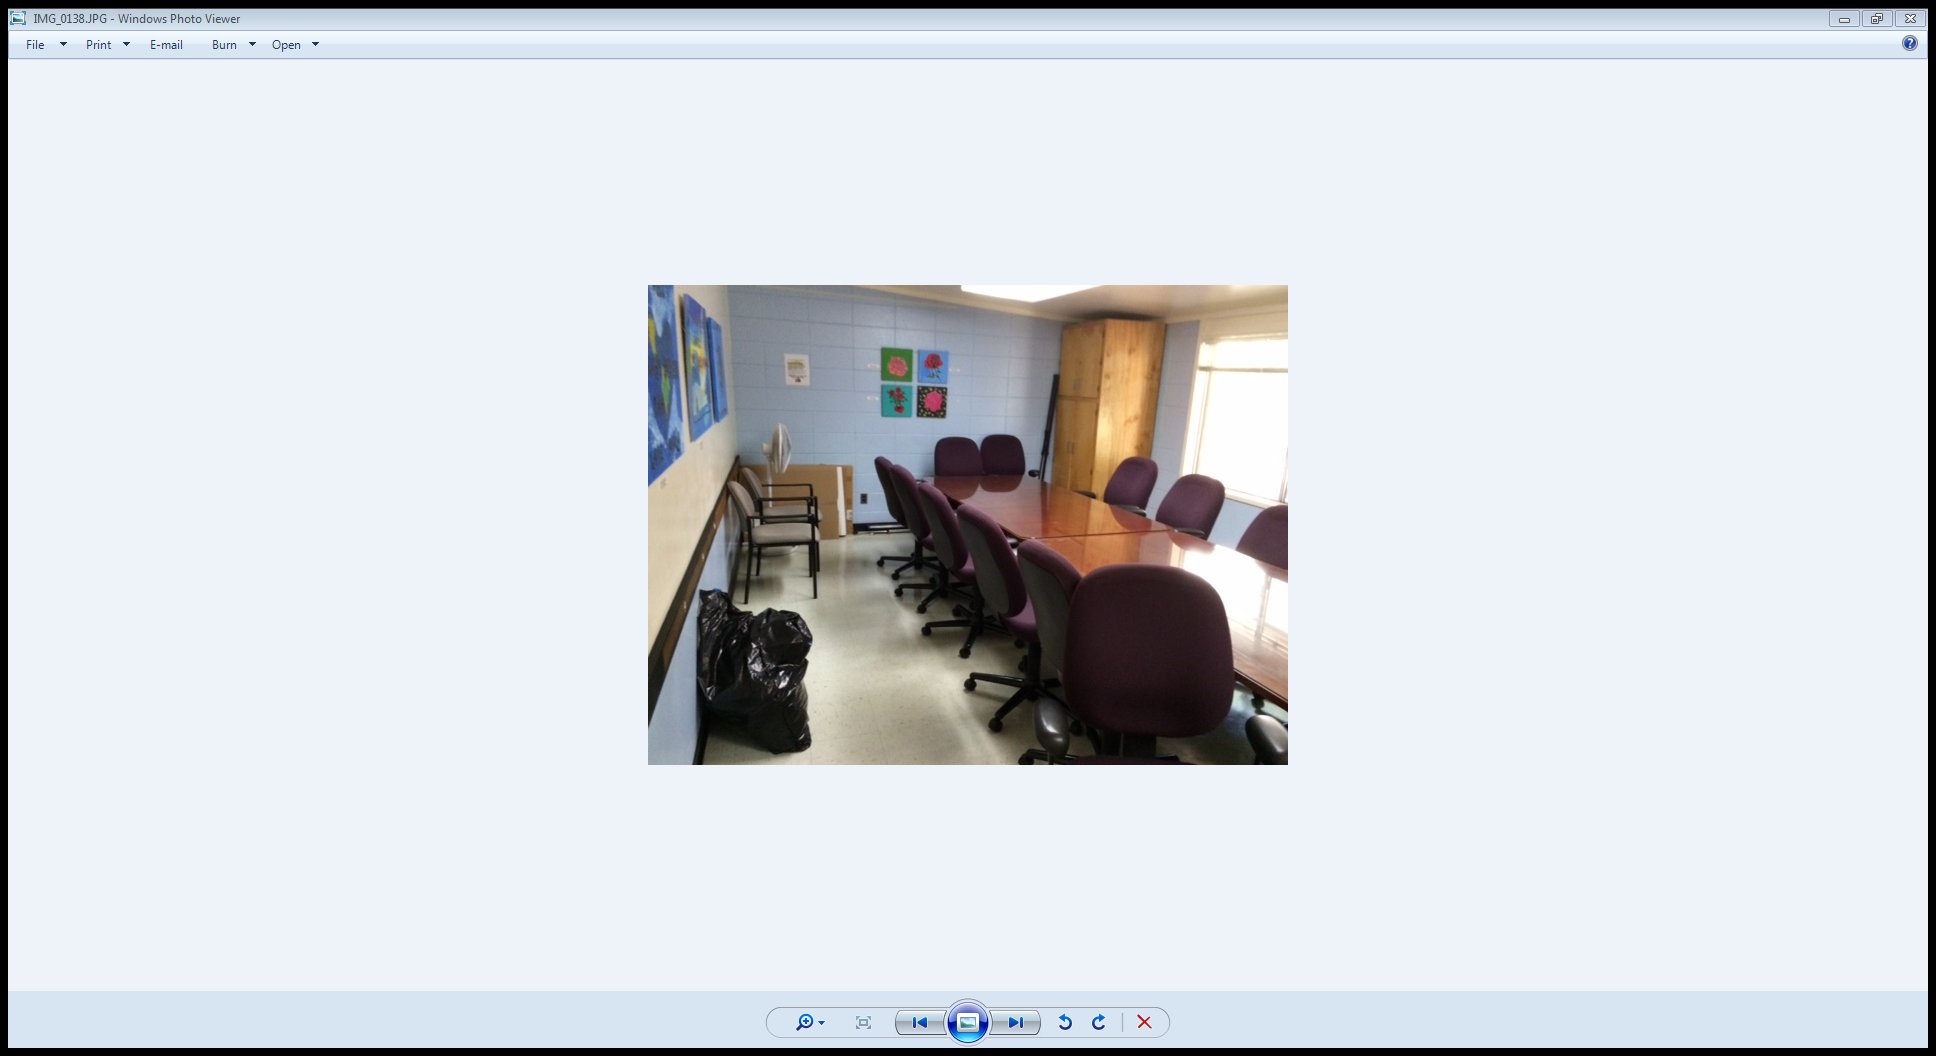 IMG_0138.JPG - Windows Photo Viewer
File Print E-mail Burn Open